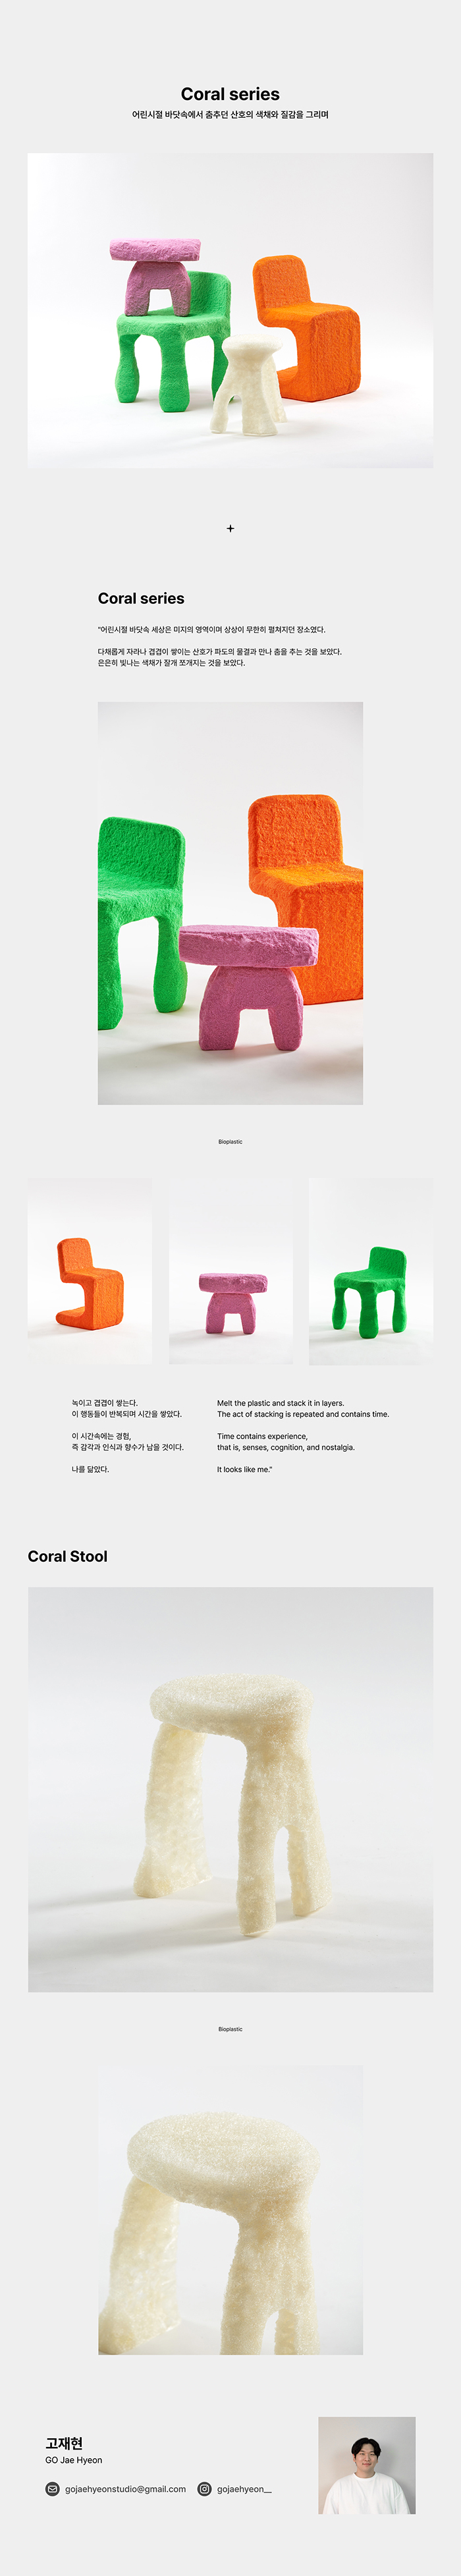 Coral series
어린시절 바닷속에서 춤추던 산호의 색채와 질감을 그리며
Coral series
"어린시절 바닷속 세상은 미지의 영역이며 상상이 무한히 펼쳐지던 장소였다.
다채롭게 자라나 겹겹이 쌓이는 산호가 파도의 물결과 만나 춤을 추는 것을 보았다.
은은히 빛나는 색채가 잘개 쪼개지는 것을 보았다.
Bioplastic
녹이고 겹겹이 쌓는다.
이 행동들이 반복되며 시간을 쌓았다.
이 시간속에는 경험,
즉 감각과 인식과 향수가 남을 것이다.
나를 닮았다.
Melt the plastic and stack it in layers.
The act of stacking is repeated and contains time.
Time contains experience,
that is, senses, cognition, and nostalgia.
It looks like me."
Coral Stool
Bioplastic
고재현
GO Jae Hyeon
gojaehyeonstudio@gmail.com
gojaehyeon__